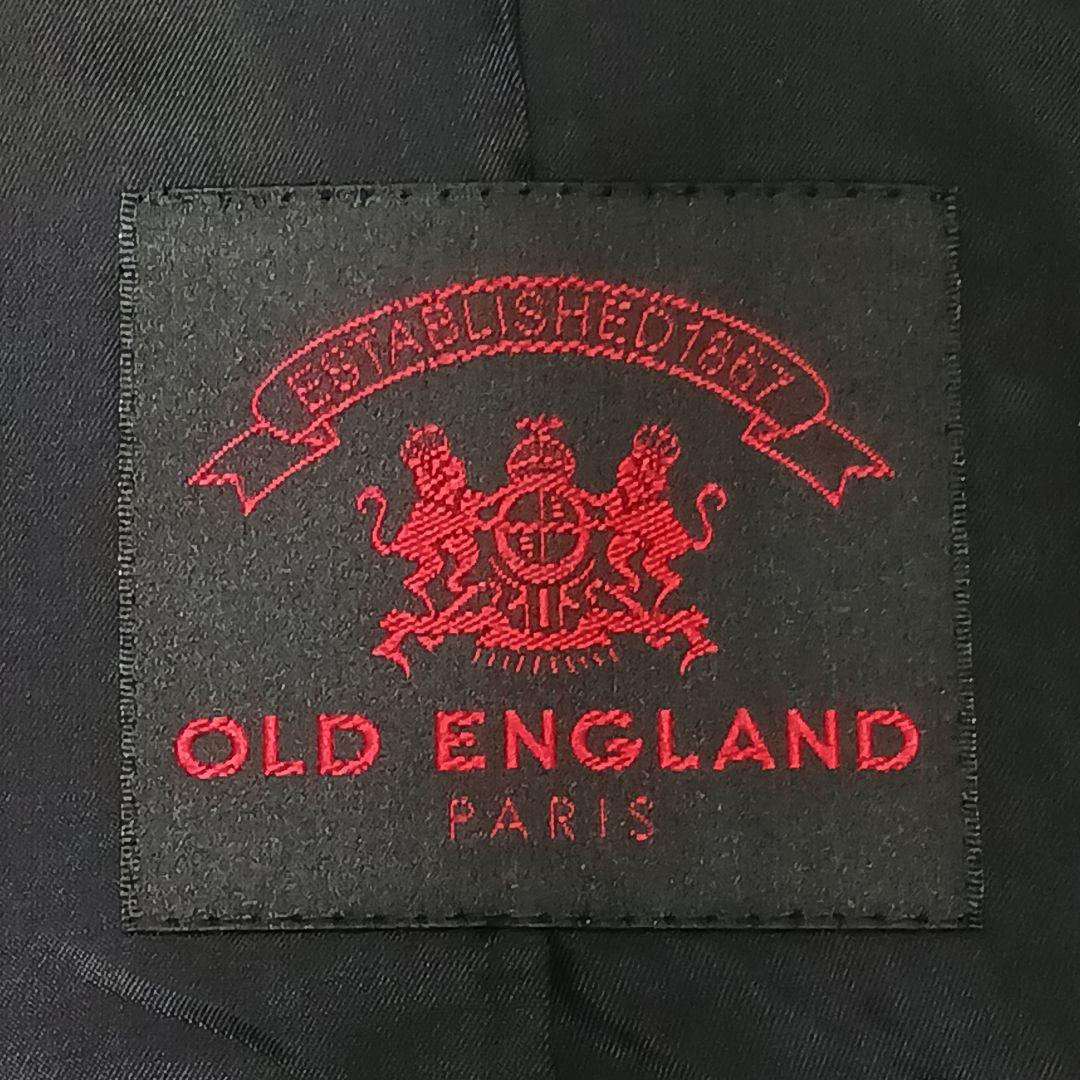 ESTABLISHED 1867
OLD ENGLAND
PARIS